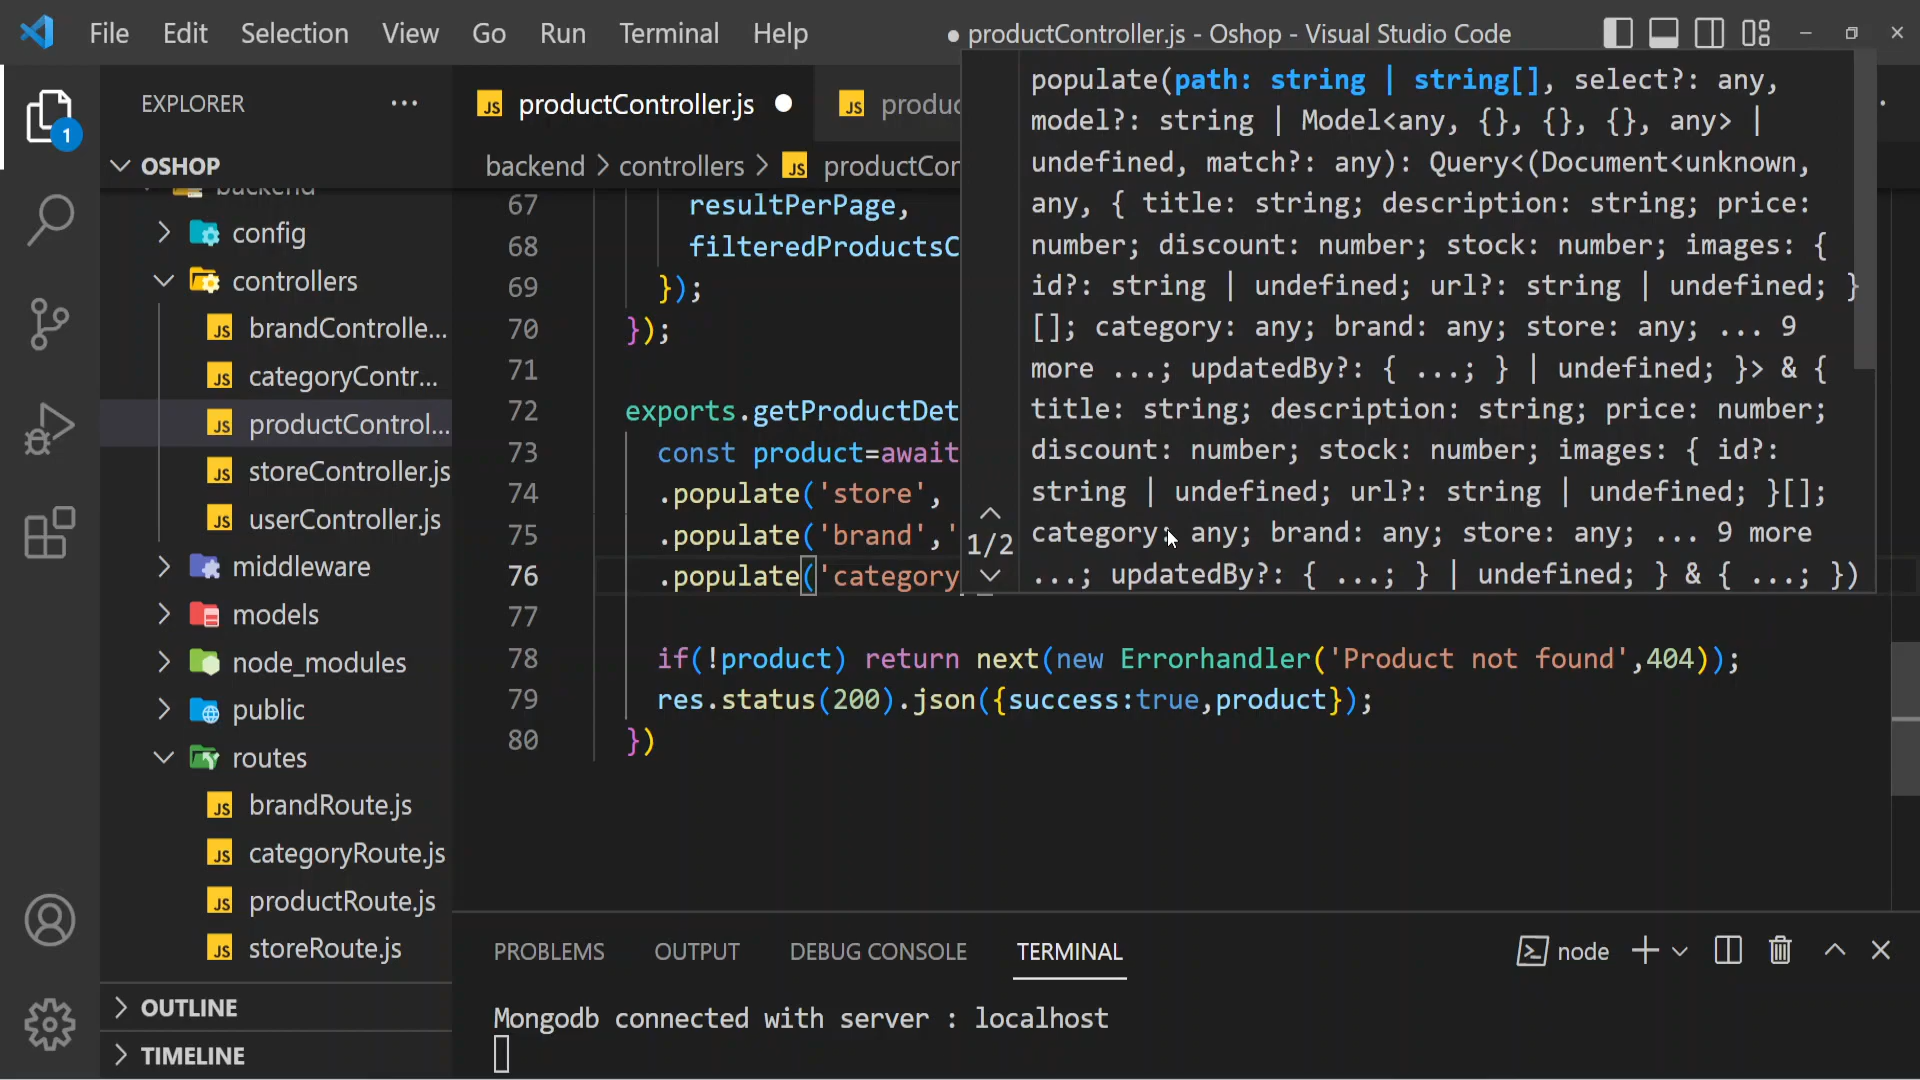 File Edit Selection View Go Run Terminal Help
● productController.js - Oshop - Visual Studio Code
1
EXPLORER
OSHOP
backend
config
controllers
brandControlle...
categoryContr...
productControl...
storeController.js
userController.js
middleware
models
node_modules
public
routes
brandRoute.js
categoryRoute.js
productRoute.js
storeRoute.js
OUTLINE
TIMELINE
JS productController.js ●
JS produc
backend > controllers > JS productCor
67 resultPerPage,
68 filteredProductsC
69 });
70 });
71
72 exports.getProductDet
73 const product=await
74 .populate('store',
75 .populate('brand','
76 .populate('category
77
78 if(!product) return next(new Errorhandler('Product not found',404));
79 res.status(200).json({success:true,product});
80 })
1/2
populate(path: string | string[], select?: any,
model?: string | Model<any, {}, {}, {}, any> |
undefined, match?: any): Query<(Document<unknown,
any, { title: string; description: string; price:
number; discount: number; stock: number; images: {
id?: string | undefined; url?: string | undefined; }
[]; category: any; brand: any; store: any; ... 9
more ...; updatedBy?: { ...; } | undefined; }> & {
title: string; description: string; price: number;
discount: number; stock: number; images: { id?:
string | undefined; url?: string | undefined; }[];
category: any; brand: any; store: any; ... 9 more
...; updatedBy?: { ...; } | undefined; } & { ...; })
PROBLEMS OUTPUT DEBUG CONSOLE TERMINAL
node
Mongodb connected with server : localhost